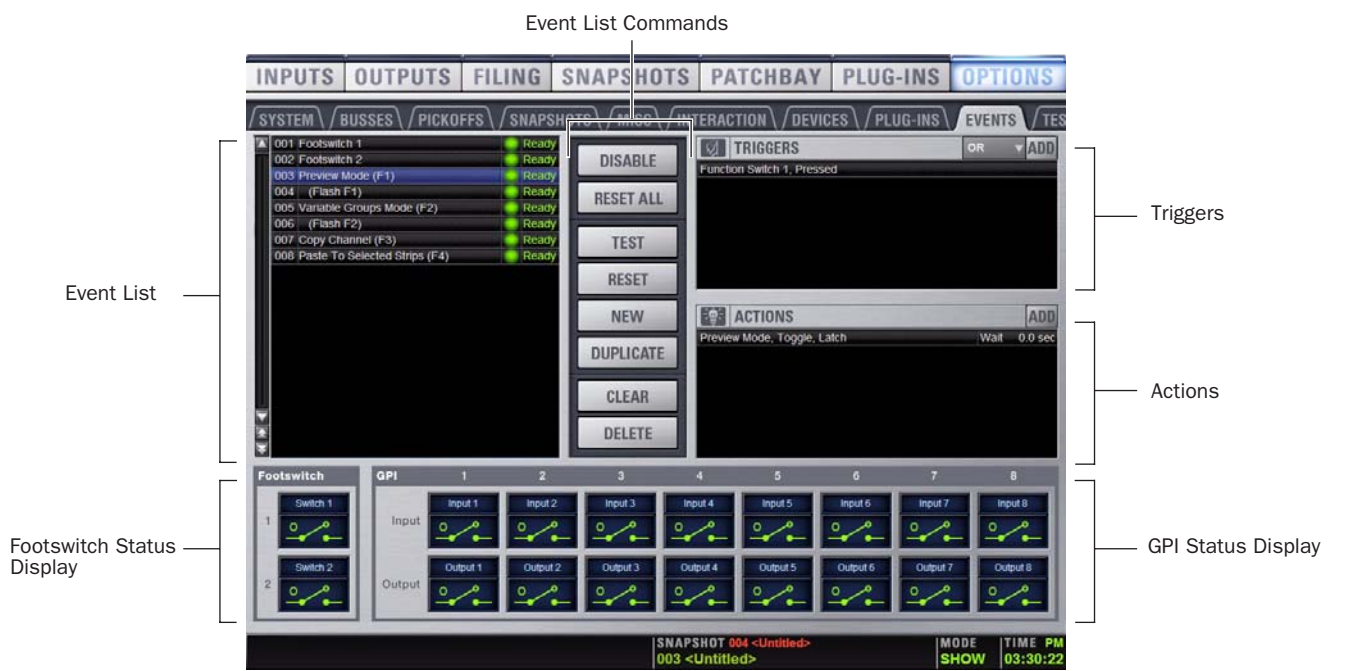 Event List Commands
INPUTS OUTPUTS FILING SNAPSHOTS PATCHBAY PLUG-INS OPTIONS
SYSTEM BUSSES PICKOFFS SNAPSHOTS MISC INTERACTION DEVICES PLUG-INS EVENTS TES
001 Footswitch 1 Ready
002 Footswitch 2 Ready
003 Preview Mode (F1) Ready
004 (Flash F1) Ready
005 Variable Groups Mode (F2) Ready
006 (Flash F2) Ready
007 Copy Channel (F3) Ready
008 Paste To Selected Strips (F4) Ready
DISABLE
RESET ALL
TEST
RESET
NEW
DUPLICATE
CLEAR
DELETE
TRIGGERS OR ADD
Function Switch 1, Pressed
ACTIONS ADD
Preview Mode, Toggle, Latch Wait 0.0 sec
Event List
Triggers
Actions
Footswitch
1 Switch 1
2 Switch 2
GPI 1 2 3 4 5 6 7 8
Input Input 1 Input 2 Input 3 Input 4 Input 5 Input 6 Input 7 Input 8
Output Output 1 Output 2 Output 3 Output 4 Output 5 Output 6 Output 7 Output 8
Footswitch Status
Display
GPI Status Display
SNAPSHOT 004 <Untitled>
003 <Untitled>
MODE
SHOW
TIME PM
03:30:22